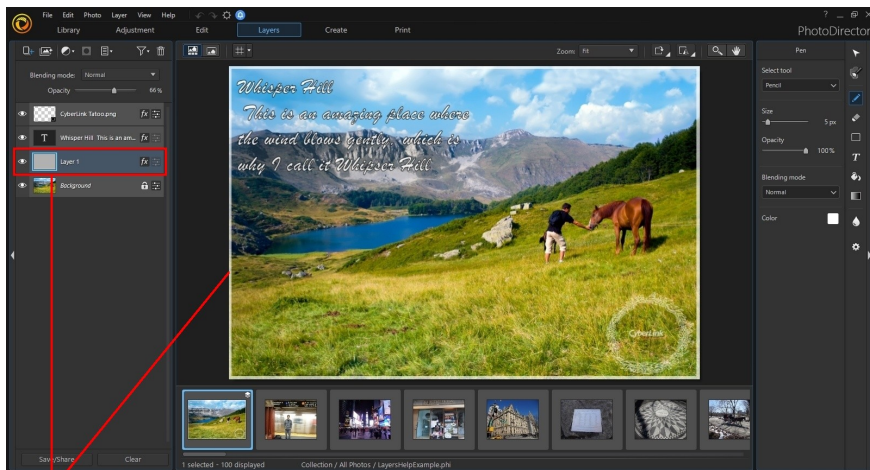 File Edit Photo Layer View Help
? _
Library Adjustment Edit Layers Create Print PhotoDirector
Zoom: Fit
Pen
Blending mode: Normal
Opacity 66 %
CyberLink Tatoo.png fx
T Whisper Hill This is an am... fx
Layer 1 fx
Background
Whisper Hill
This is an amazing place where
the wind blows gently, which is
why I call it Whipser Hill.
CyberLink
Select tool
Pencil
Size
5 px
Opacity
100%
Blending mode
Normal
Color
T
Save/Share Clear
1 selected - 100 displayed Collection / All Photos / LayersHelpExample.phi